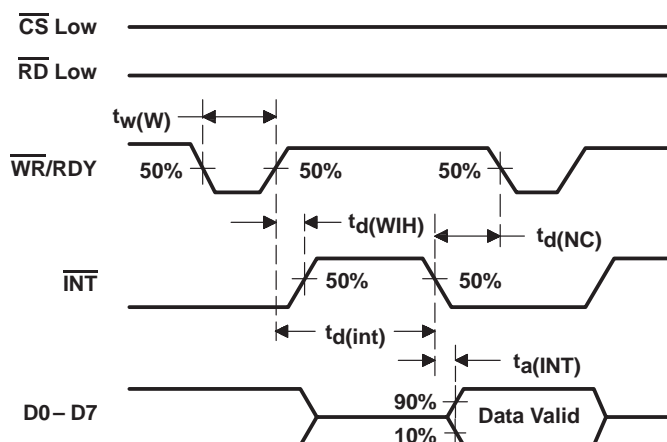 CS Low
RD Low
tw(W)
WR/RDY
50%
50%
50%
td(WIH)
td(NC)
INT
50%
50%
td(int)
ta(INT)
D0–D7
90%
10%
Data Valid